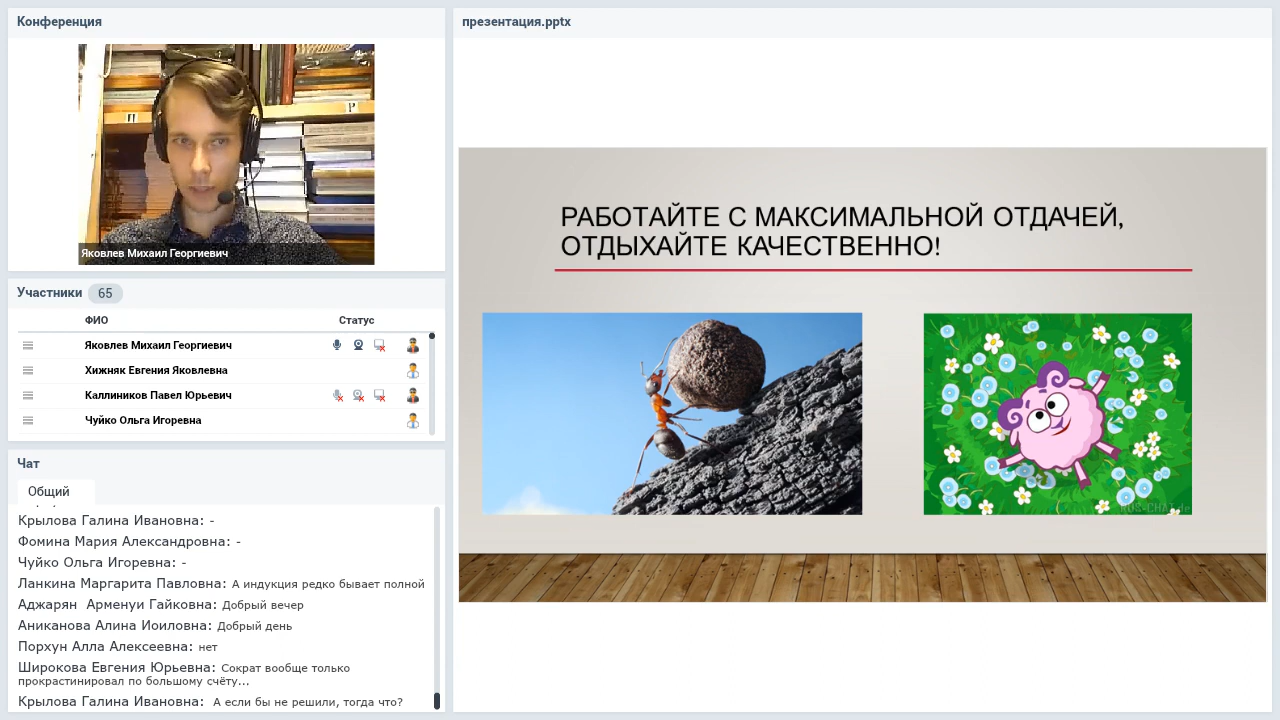 Конференция
П
Р
Яковлев Михаил Георгиевич
Участники 65
ФИО Статус
Яковлев Михаил Георгиевич
Хижняк Евгения Яковлевна
Каллиников Павел Юрьевич
Чуйко Ольга Игоревна
Чат
Общий
Крылова Галина Ивановна: -
Фомина Мария Александровна: -
Чуйко Ольга Игоревна: -
Ланкина Маргарита Павловна: А индукция редко бывает полной
Аджарян Арменуи Гайковна: Добрый вечер
Аниканова Алина Иоиловна: Добрый день
Порхун Алла Алексеевна: нет
Широкова Евгения Юрьевна: Сократ вообще только
прокрастинировал по большому счёту...
Крылова Галина Ивановна: А если бы не решили, тогда что?
презентация.pptx
РАБОТАЙТЕ С МАКСИМАЛЬНОЙ ОТДАЧЕЙ,
ОТДЫХАЙТЕ КАЧЕСТВЕННО!